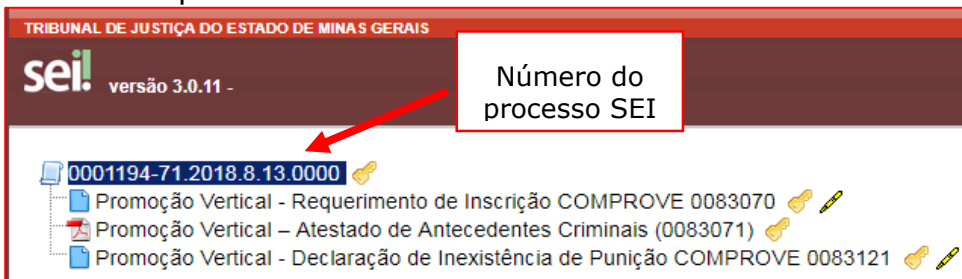 TRIBUNAL DE JUSTIÇA DO ESTADO DE MINAS GERAIS
sei! versão 3.0.11 -
Número do
processo SEI
0001194-71.2018.8.13.0000
Promoção Vertical - Requerimento de Inscrição COMPROVE 0083070
Promoção Vertical – Atestado de Antecedentes Criminais (0083071)
Promoção Vertical - Declaração de Inexistência de Punição COMPROVE 0083121